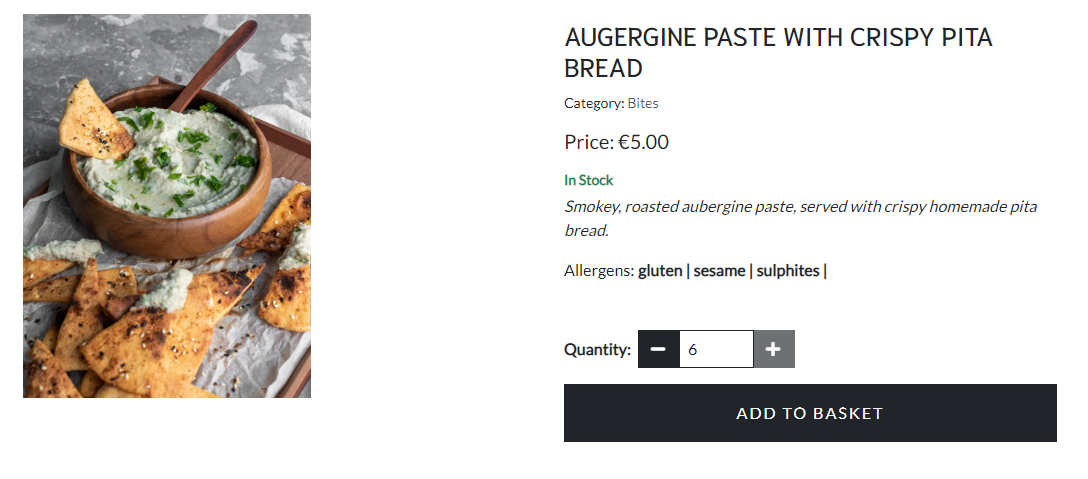 AUGERGINE PASTE WITH CRISPY PITA
BREAD
Category: Bites
Price: €5.00
In Stock
Smokey, roasted aubergine paste, served with crispy homemade pita
bread.
Allergens: gluten | sesame | sulphites |
Quantity: − 6 +
ADD TO BASKET